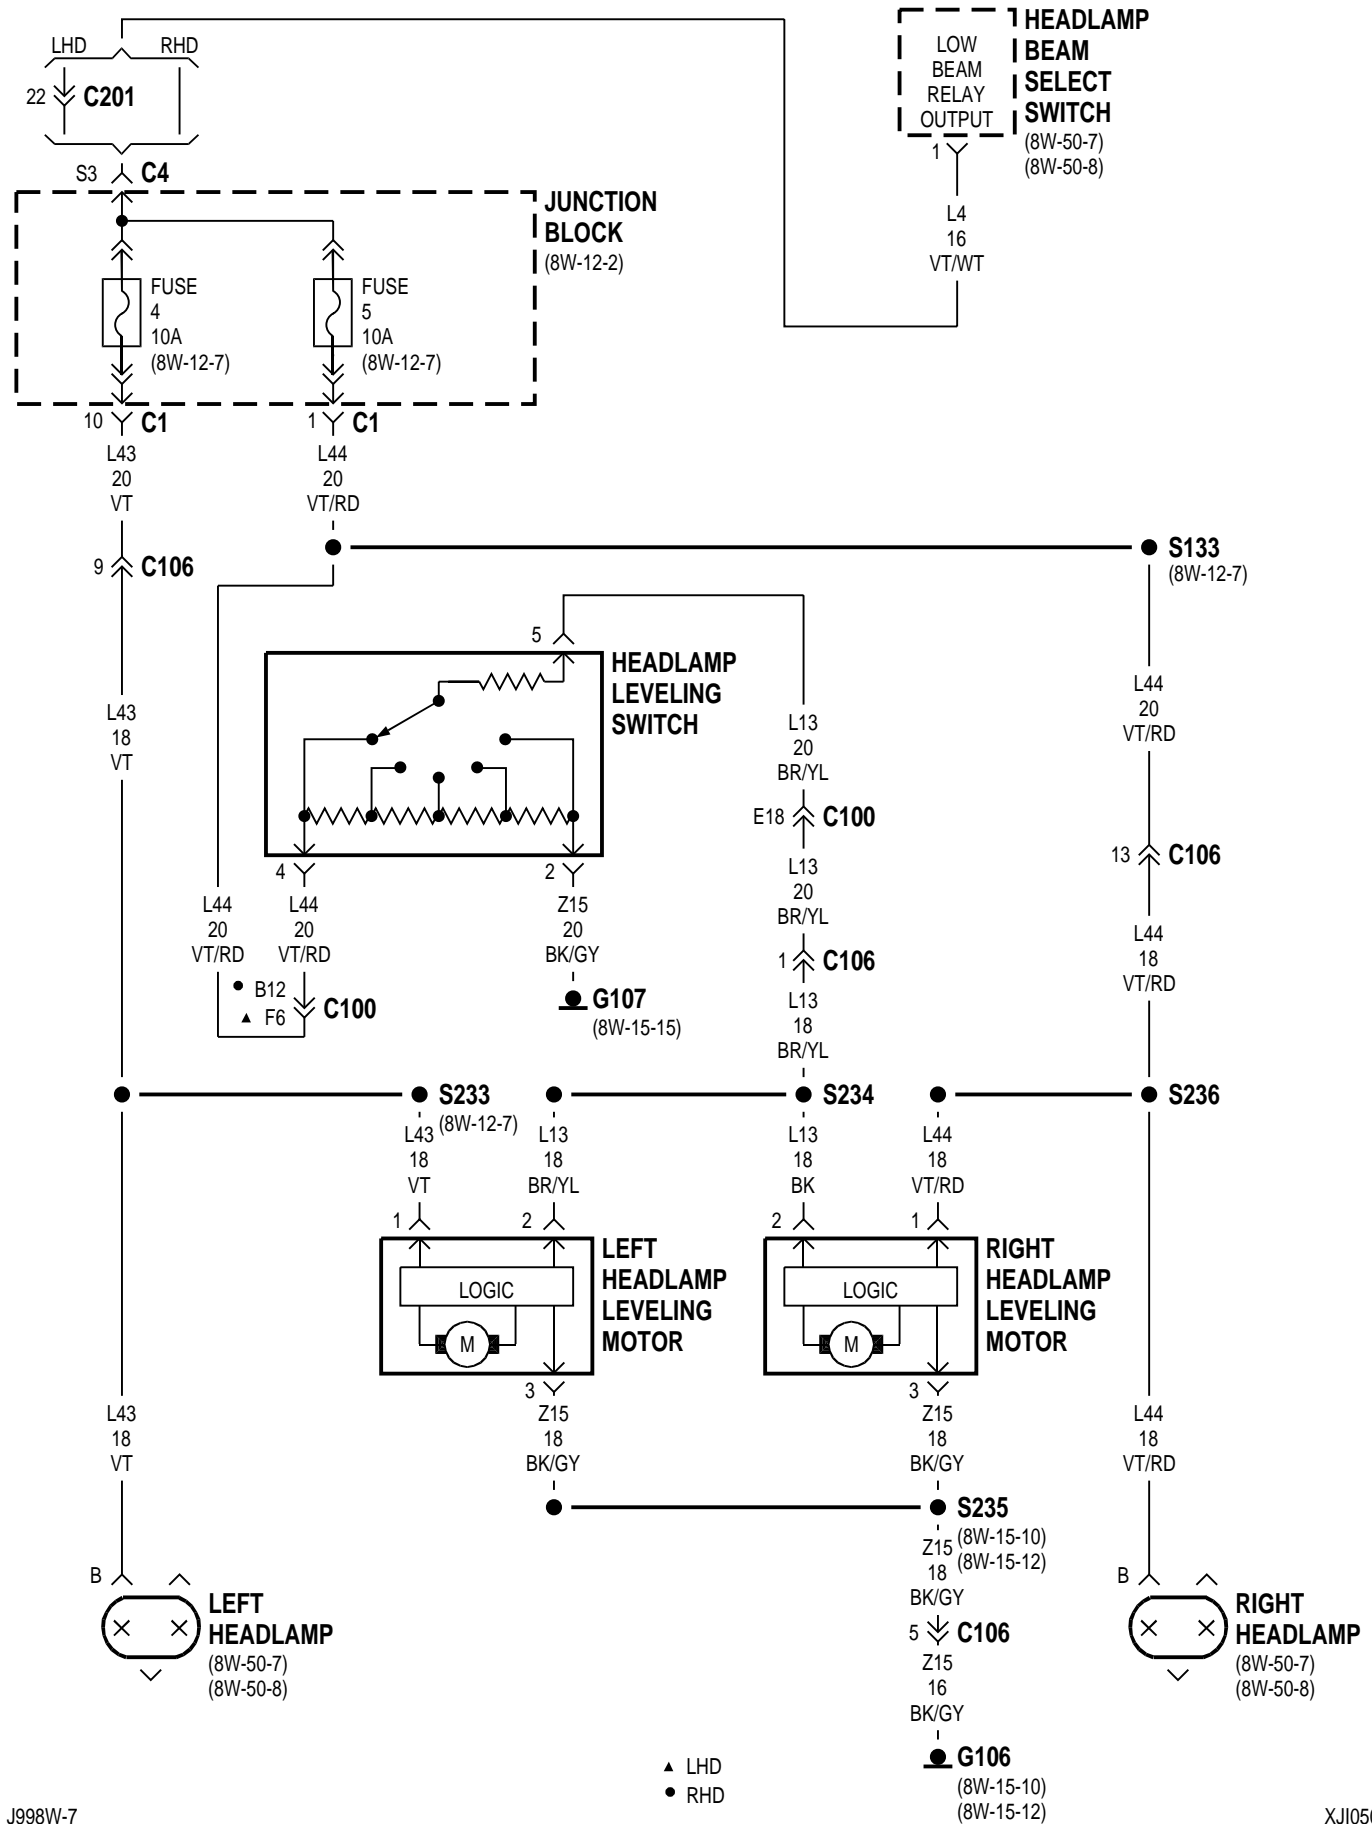 LHD
RHD
22
C201
S3
C4
LOW
BEAM
RELAY
OUTPUT
1
HEADLAMP
BEAM
SELECT
SWITCH
(8W-50-7)
(8W-50-8)
L4
16
VT/WT
JUNCTION
BLOCK
(8W-12-2)
FUSE
4
10A
(8W-12-7)
FUSE
5
10A
(8W-12-7)
10
C1
1
C1
L43
20
VT
L44
20
VT/RD
9
C106
S133
(8W-12-7)
5
HEADLAMP
LEVELING
SWITCH
L43
18
VT
L13
20
BR/YL
L44
20
VT/RD
E18
C100
13
C106
4
2
L44
20
VT/RD
L44
20
VT/RD
Z15
20
BK/GY
L13
20
BR/YL
1
C106
L44
18
VT/RD
● B12
▲ F6
C100
G107
(8W-15-15)
L13
18
BR/YL
S233
(8W-12-7)
S234
S236
L43
18
VT
L13
18
BR/YL
L13
18
BK
L44
18
VT/RD
1
2
2
1
LOGIC
M
LEFT
HEADLAMP
LEVELING
MOTOR
LOGIC
M
RIGHT
HEADLAMP
LEVELING
MOTOR
3
3
L43
18
VT
Z15
18
BK/GY
Z15
18
BK/GY
L44
18
VT/RD
S235
(8W-15-10)
(8W-15-12)
Z15
18
BK/GY
5
C106
Z15
16
BK/GY
B
LEFT
HEADLAMP
(8W-50-7)
(8W-50-8)
B
RIGHT
HEADLAMP
(8W-50-7)
(8W-50-8)
G106
(8W-15-10)
(8W-15-12)
▲ LHD
● RHD
J998W-7